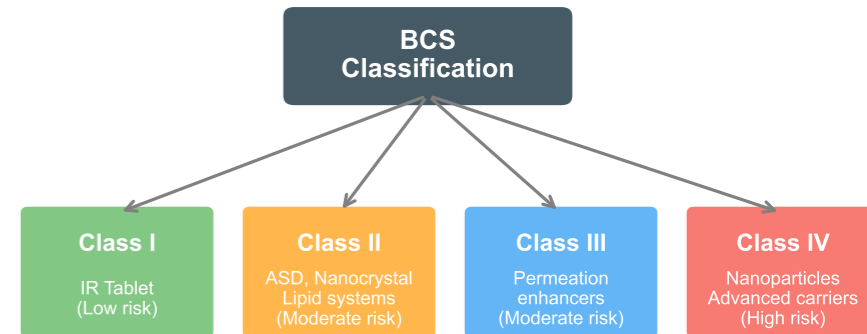 BCS
Classification
Class I
IR Tablet
(Low risk)
Class II
ASD, Nanocrystal
Lipid systems
(Moderate risk)
Class III
Permeation
enhancers
(Moderate risk)
Class IV
Nanoparticles
Advanced carriers
(High risk)